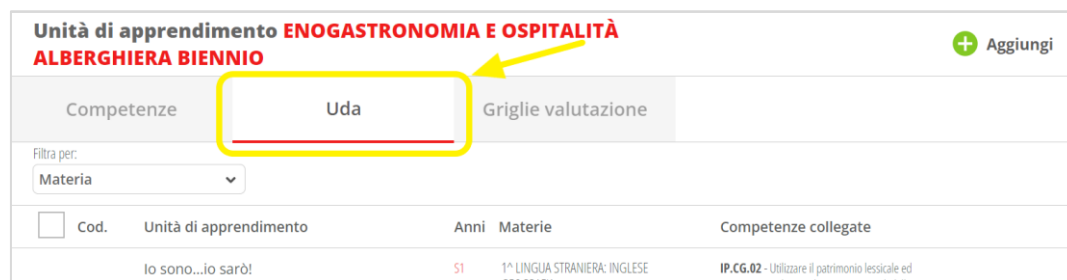 Unità di apprendimento ENOGASTRONOMIA E OSPITALITÀ
ALBERGHIERA BIENNIO
Aggiungi
Competenze Uda Griglie valutazione
Filtra per:
Materia
Cod. Unità di apprendimento Anni Materie Competenze collegate
Io sono...io sarò! S1 1^ LINGUA STRANIERA: INGLESE IP.CG.02 - Utilizzare il patrimonio lessicale ed